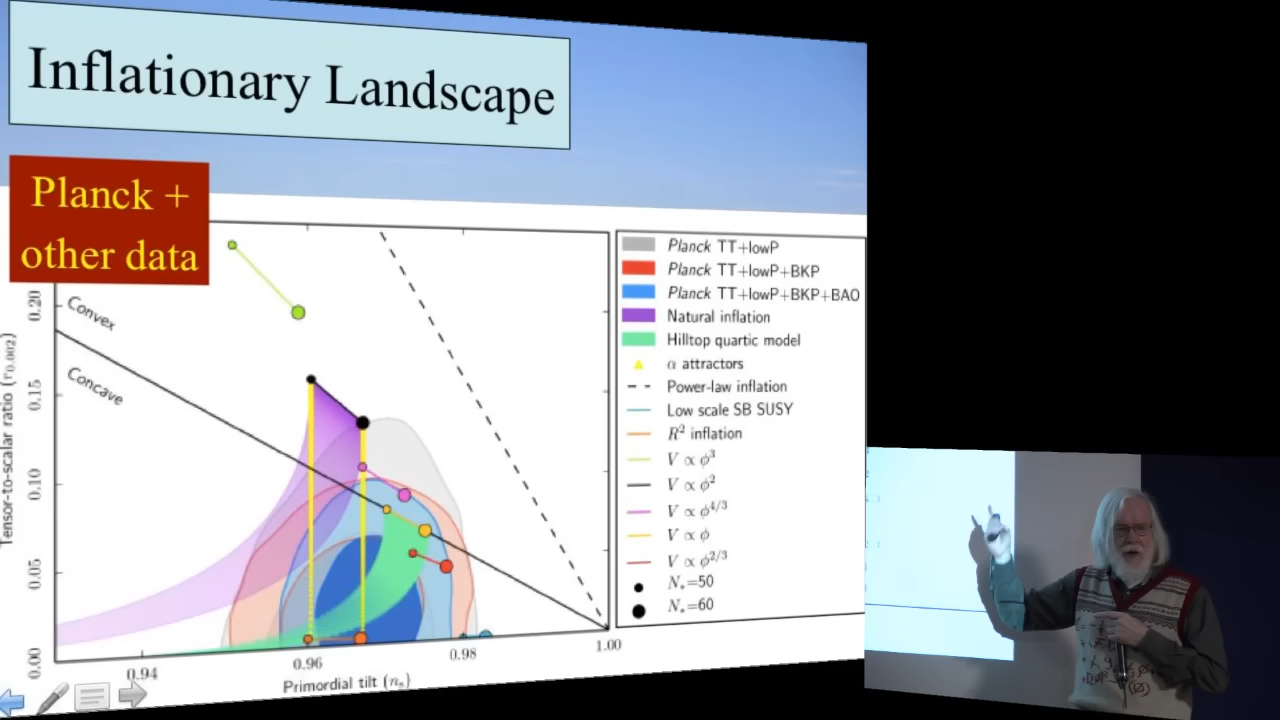 Inflationary Landscape
Planck +
other data
Convex
Concave
Tensor-to-scalar ratio (r0.002)
0.20
0.15
0.10
0.05
0.00
0.94
0.96
0.98
1.00
Primordial tilt (ns)
Planck TT+lowP
Planck TT+lowP+BKP
Planck TT+lowP+BKP+BAO
Natural inflation
Hilltop quartic model
α attractors
Power-law inflation
Low scale SB SUSY
R² inflation
V ∝ ϕ³
V ∝ ϕ²
V ∝ ϕ^4/3
V ∝ ϕ
V ∝ ϕ^2/3
N*=50
N*=60